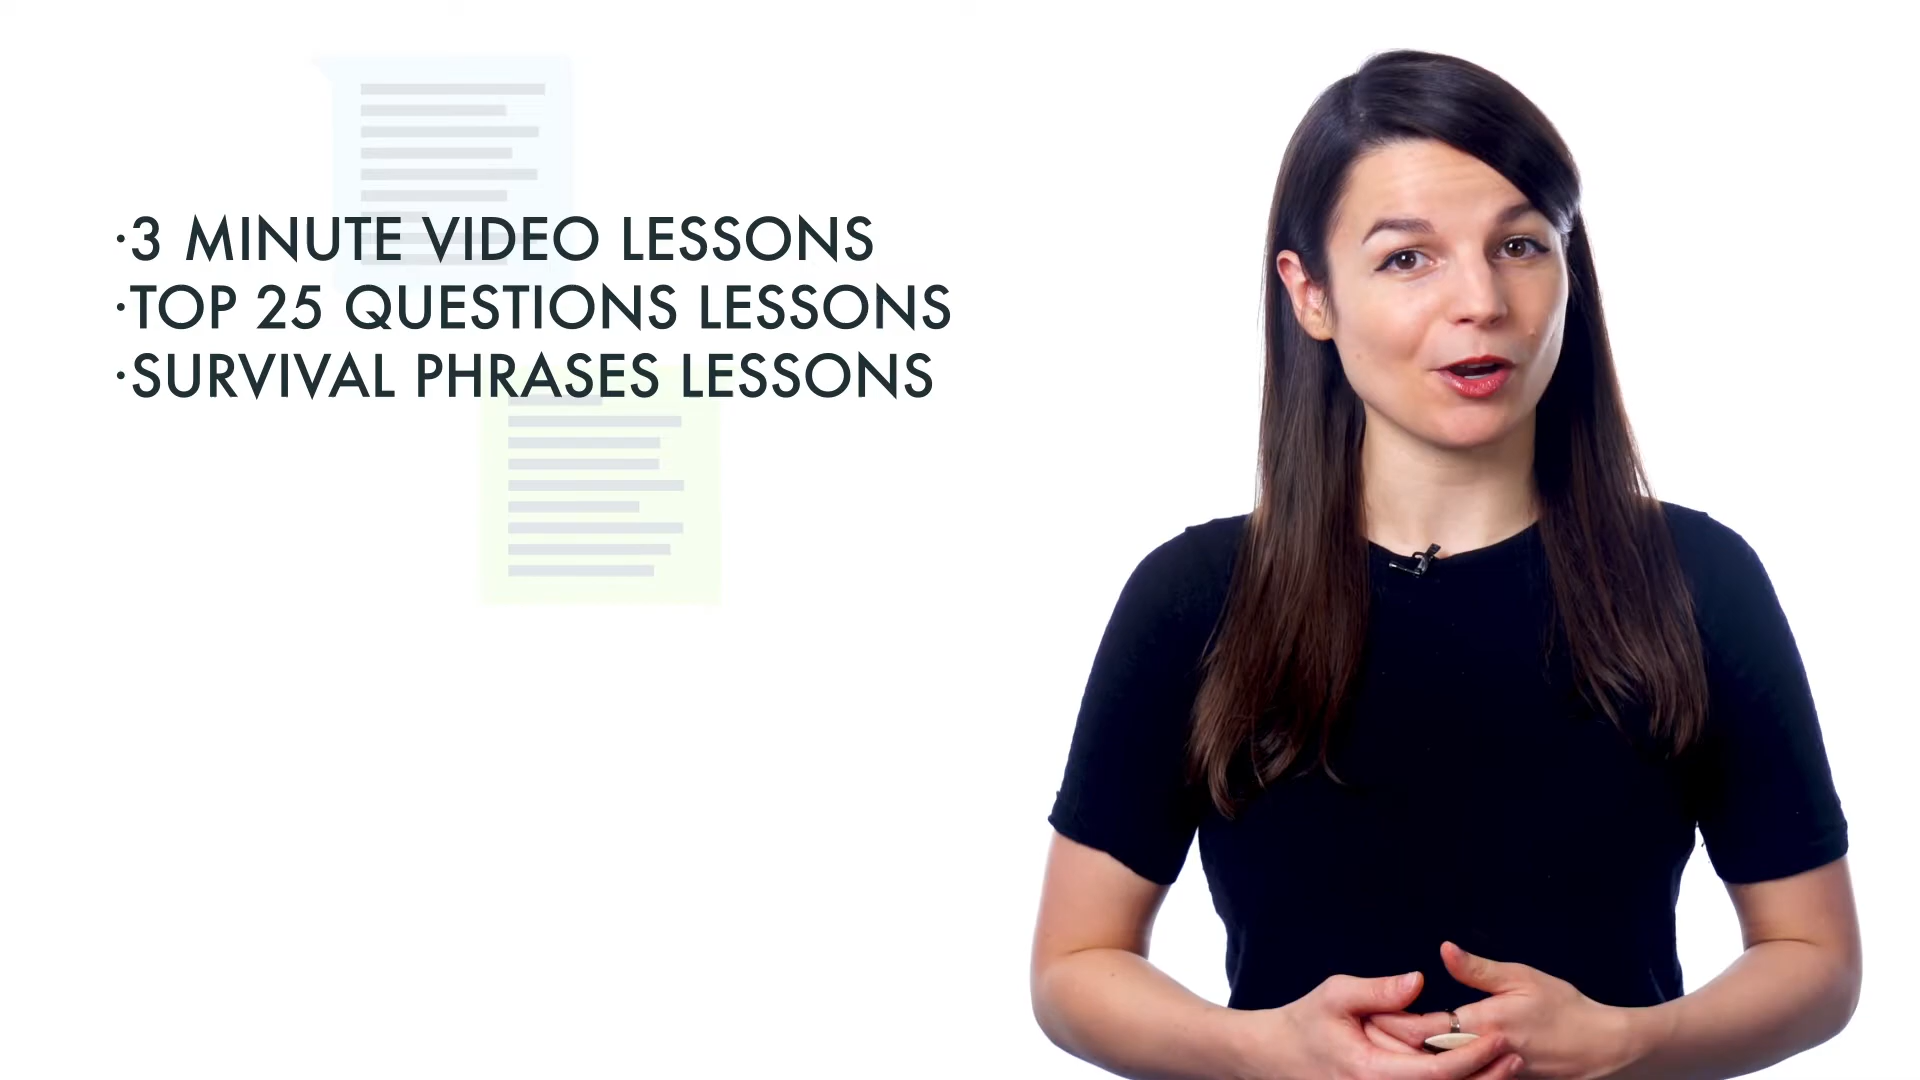 ·3 MINUTE VIDEO LESSONS
·TOP 25 QUESTIONS LESSONS
·SURVIVAL PHRASES LESSONS